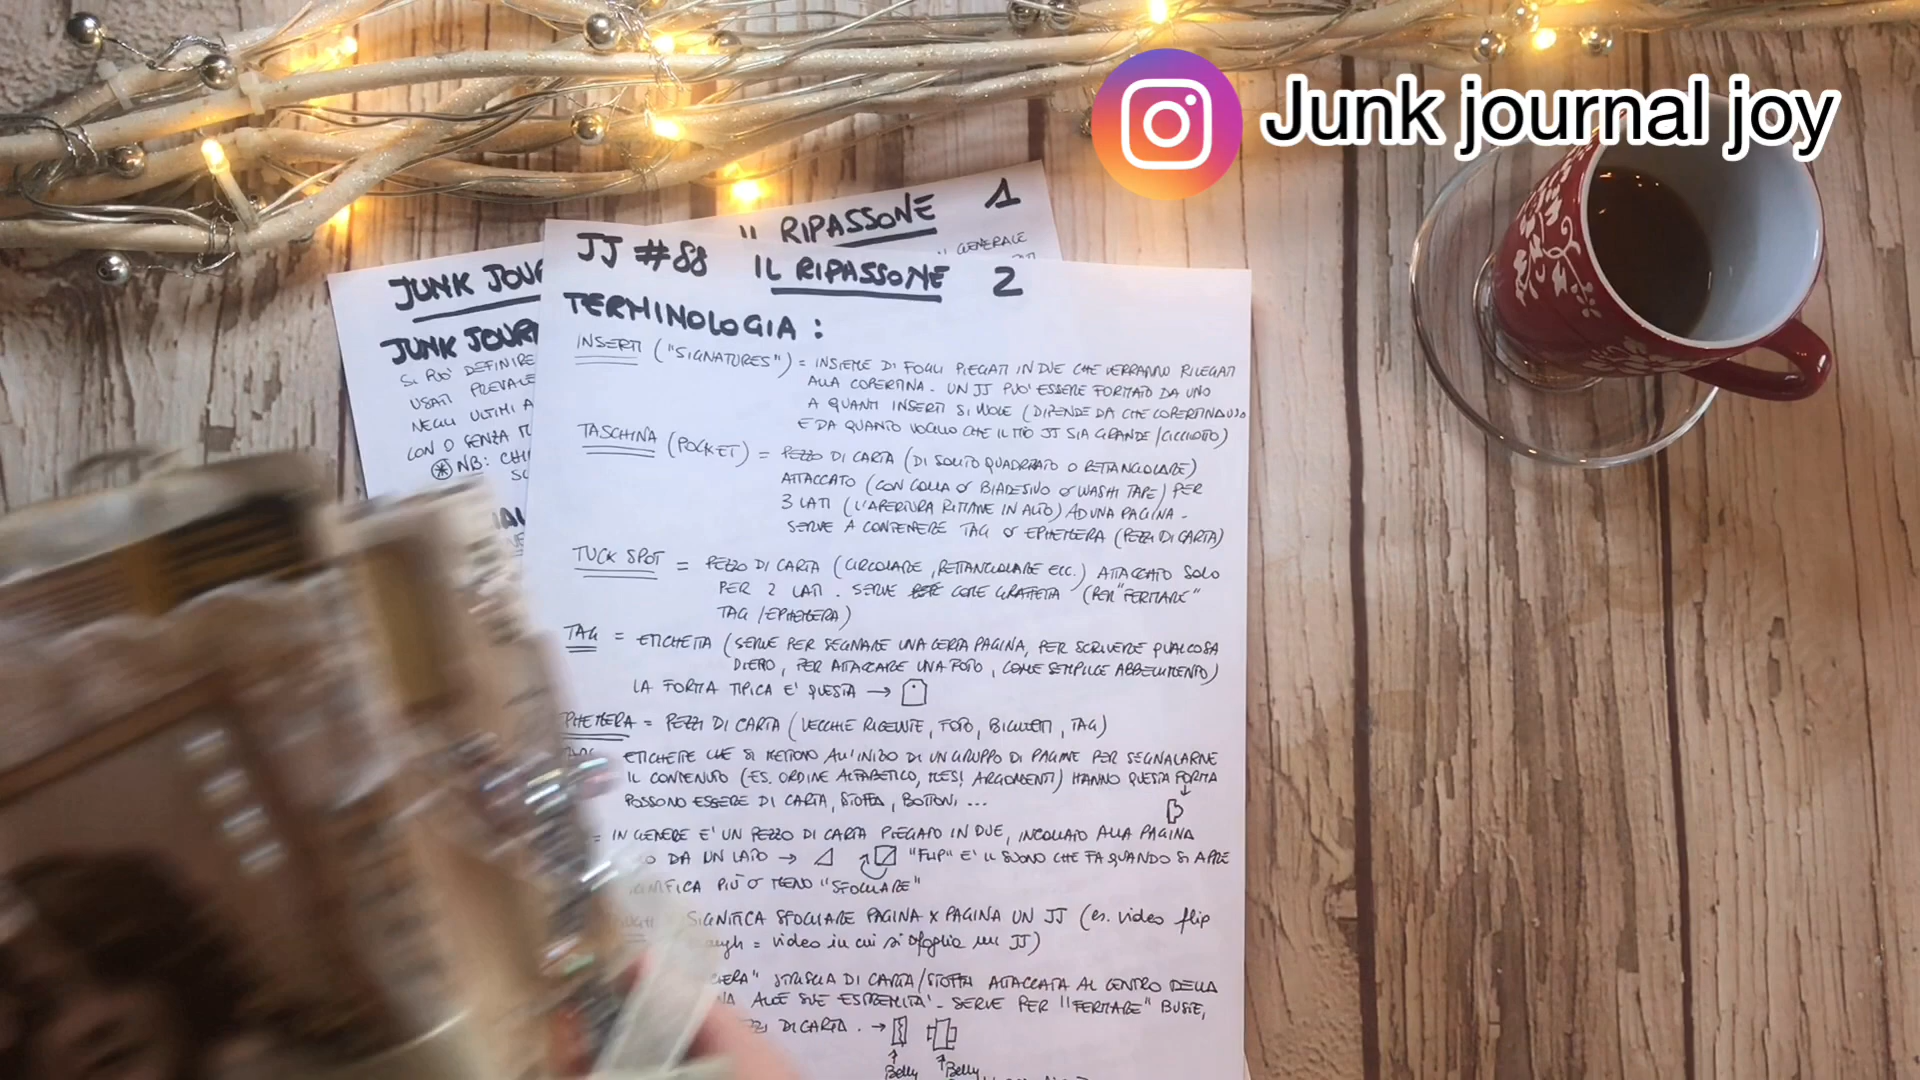 Junk journal joy
IL RIPASSONE 1
GENERALE
JUNK JOUR
JUNK JOUR
SI PUO' DEFINIRE
PREVALE
USATI
NEGLI ULTIMI A
CON O SENZA
* NB: CHI
JJ #88 IL RIPASSONE 2
TERMINOLOGIA:
INSERTI ("SIGNATURES") = INSIEME DI FOGLI PIEGATI IN DUE CHE VERRANNO RILEGATI
ALLA COPERTINA. UN JJ PUO' ESSERE FORMATO DA UNO
A QUANTI INSERTI SI VUOLE (DIPENDE DA CHE COPERTINA USO
E DA QUANTO VOGLIO CHE IL MIO JJ SIA GRANDE/CICCIOTTO)
TASCHINA (POCKET) = PEZZO DI CARTA (DI SOLITO QUADRATO O RETTANGOLARE)
ATTACCATO (CON COLLA O BIADESIVO O WASHI TAPE) PER
3 LATI (L'APERTURA RIMANE IN ALTO) AD UNA PAGINA.
SERVE A CONTENERE TAG O EPHEMERA (PEZZI DI CARTA)
TUCK SPOT = PEZZO DI CARTA (CIRCOLARE, RETTANGOLARE ECC.) ATTACCATO SOLO
PER 2 LATI. SERVE COME GRAFFETTA (PER "FERMARE"
TAG/EPHEMERA)
TAG = ETICHETTA (SERVE PER SEGNARE UNA CERTA PAGINA, PER SCRIVERE QUALCOSA
DIETRO, PER ATTACCARE UNA FOTO, COME SEMPLICE ABBELLIMENTO)
LA FORMA TIPICA E' QUESTA →
PHEMERA = PEZZI DI CARTA (VECCHIE RICEVUTE, FOTO, BIGLIETTI, TAG)
ETICHETTE CHE SI METTONO ALL'INIZIO DI UN GRUPPO DI PAGINE PER SEGNALARNE
IL CONTENUTO (ES. ORDINE ALFABETICO, MESI ARGOMENTI) HANNO QUESTA FORMA
POSSONO ESSERE DI CARTA, STOFFA, BOTTONI ...
= IN GENERE E' UN PEZZO DI CARTA PIEGATO IN DUE, INCOLLATO ALLA PAGINA
DA UN LATO → "FLIP" E' IL SUONO CHE FA QUANDO SI APRE
NIFICA PIÙ O MENO "SFOGLIARE"
SIGNIFICA SFOGLIARE PAGINA X PAGINA UN JJ (es. video flip
ough = video in cui si sfoglia un JJ)
CIERA" STRISCIA DI CARTA/STOFFA ATTACCATA AL CENTRO DELLA
NA ALLE SUE ESTREMITA'. SERVE PER "FERMARE" BUSTE,
ZZI DI CARTA. →
Belly Belly